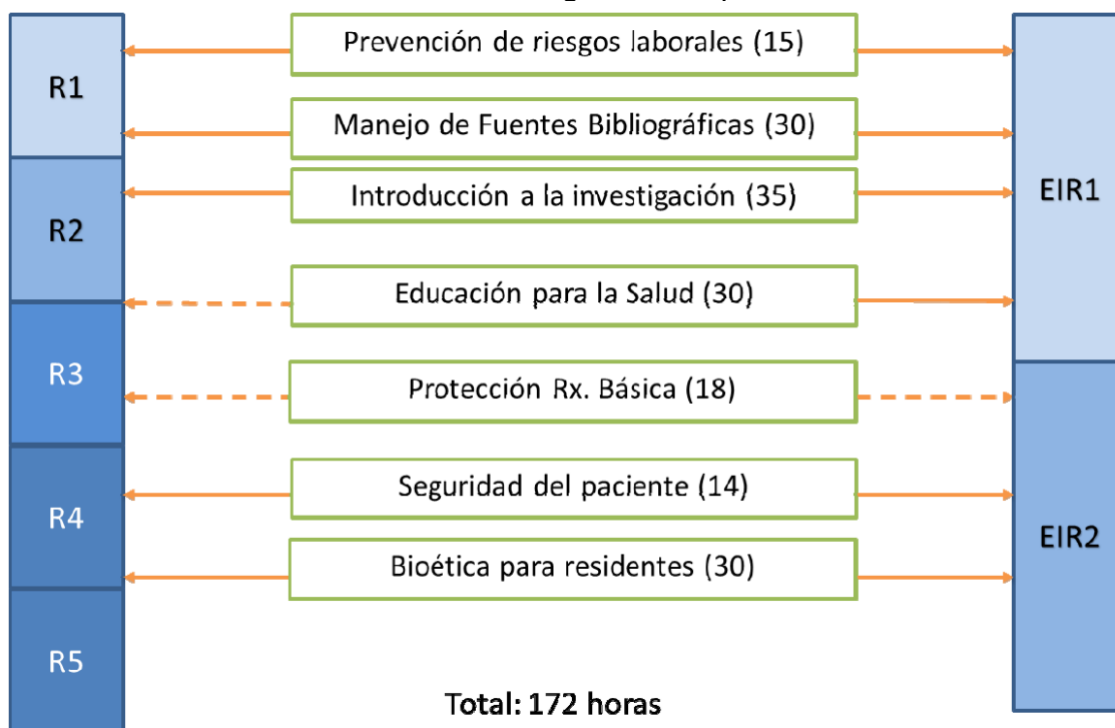 Prevención de riesgos laborales (15)
R1
Manejo de Fuentes Bibliográficas (30)
Introducción a la investigación (35)
EIR1
R2
Educación para la Salud (30)
R3
Protección Rx. Básica (18)
Seguridad del paciente (14)
R4
EIR2
Bioética para residentes (30)
R5
Total: 172 horas